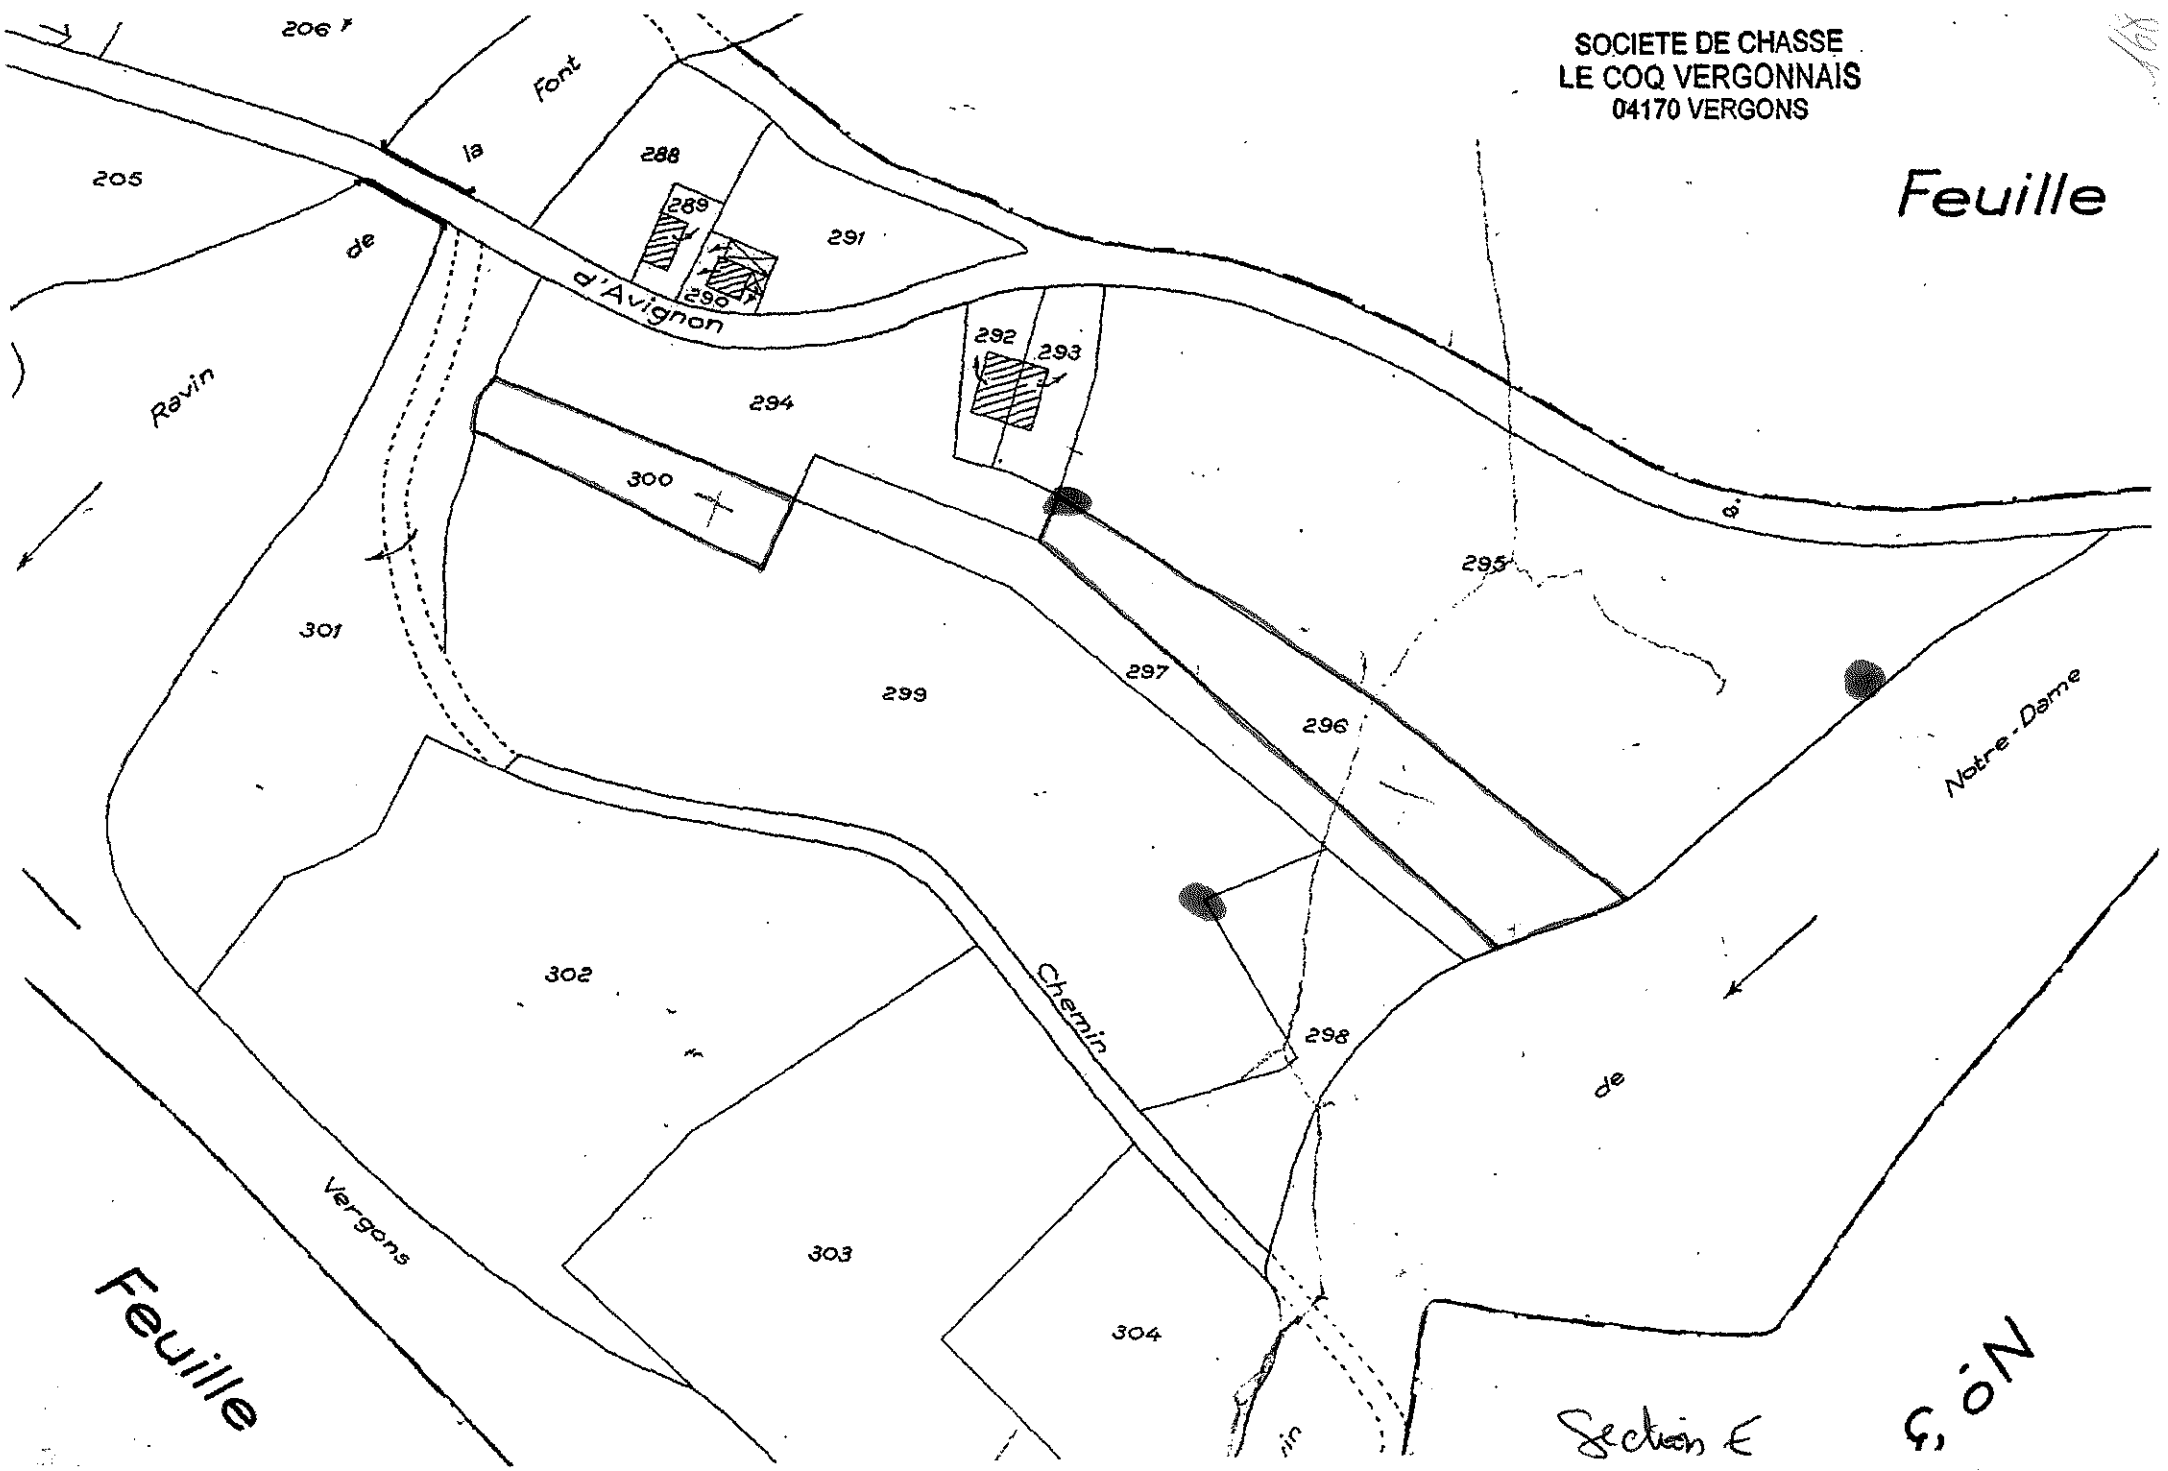 SOCIETE DE CHASSE
LE COQ VERGONNAIS
04170 VERGONS
Feuille
206
Font
la
288
205
289
291
de
d'Avignon
290
292
293
Ravin
294
300
à
295
301
297
299
296
Notre-Dame
302
Chemin
298
de
Vergons
303
304
Feuille
Section E